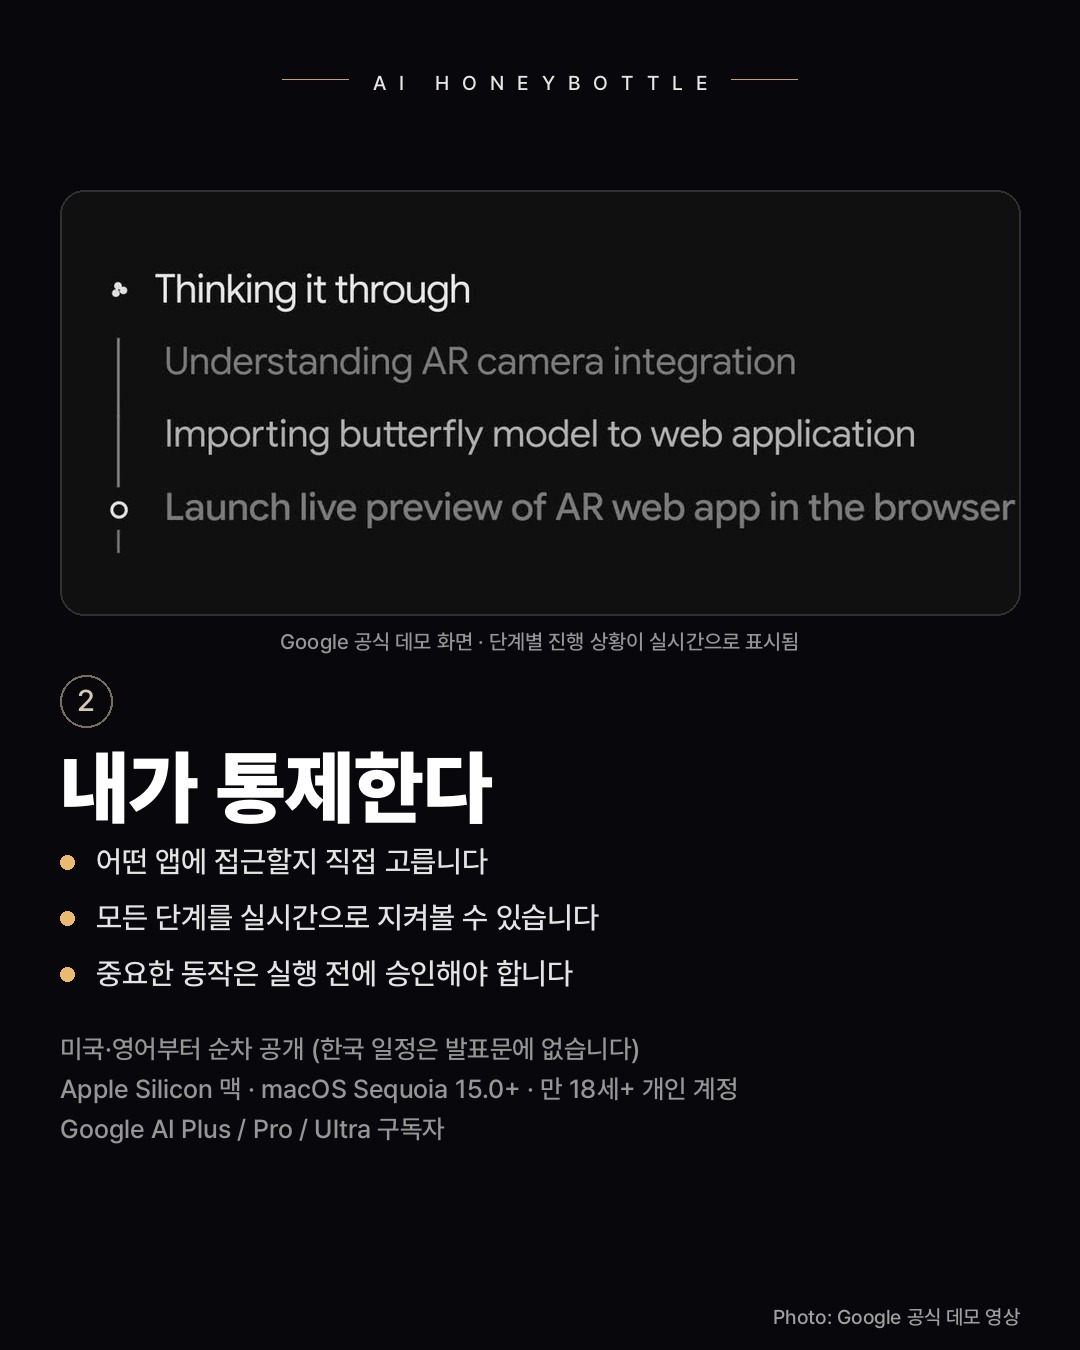 AI HONEYBOTTLE
Thinking it through
Understanding AR camera integration
Importing butterfly model to web application
Launch live preview of AR web app in the browser
Google 공식 데모 화면 · 단계별 진행 상황이 실시간으로 표시됨
2
내가 통제한다
어떤 앱에 접근할지 직접 고릅니다
모든 단계를 실시간으로 지켜볼 수 있습니다
중요한 동작은 실행 전에 승인해야 합니다
미국·영어부터 순차 공개 (한국 일정은 발표문에 없습니다)
Apple Silicon 맥 · macOS Sequoia 15.0+ · 만 18세+ 개인 계정
Google AI Plus / Pro / Ultra 구독자
Photo: Google 공식 데모 영상